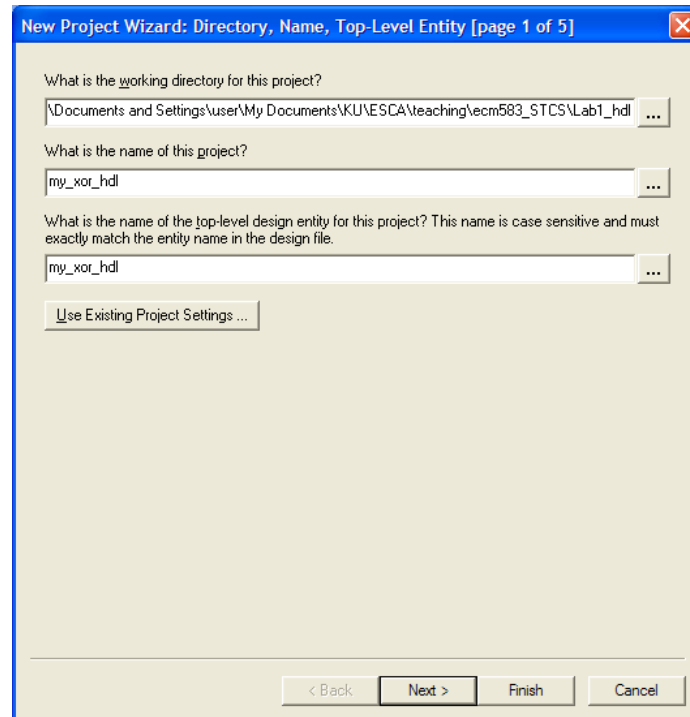 New Project Wizard: Directory, Name, Top-Level Entity [page 1 of 5]
What is the working directory for this project?
\Documents and Settings\user\My Documents\KU\ESCA\teaching\ecm583_STCS\Lab1_hdl
...
What is the name of this project?
my_xor_hdl
...
What is the name of the top-level design entity for this project? This name is case sensitive and must
exactly match the entity name in the design file.
my_xor_hdl
...
Use Existing Project Settings ...
< Back
Next >
Finish
Cancel